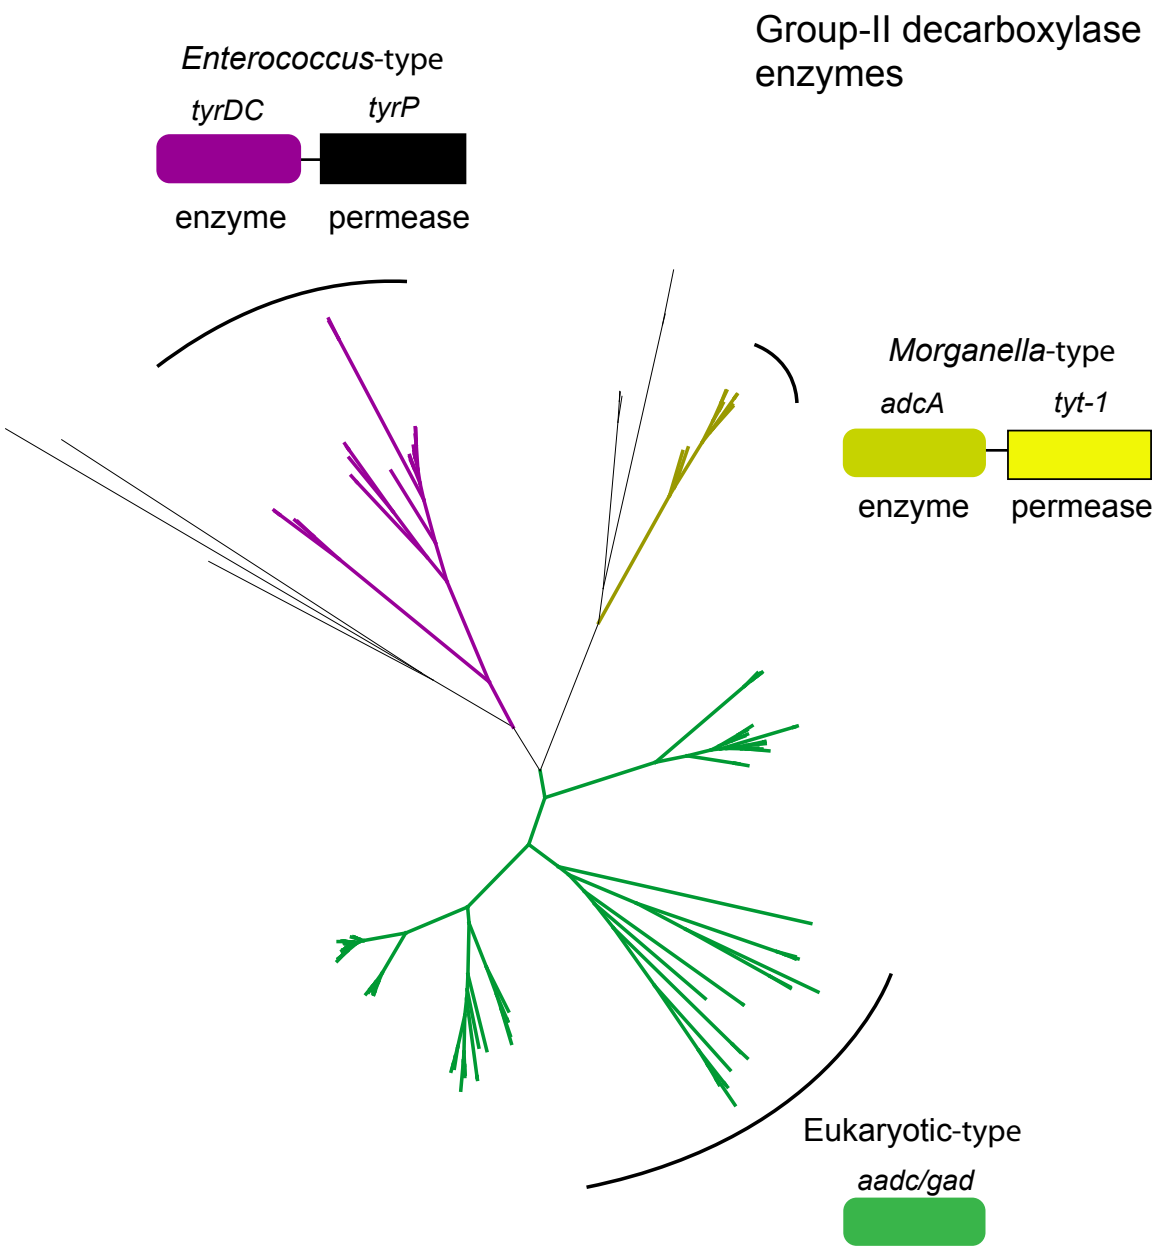 Group-II decarboxylase
enzymes
Enterococcus-type
tyrDC tyrP
enzyme permease
Morganella-type
adcA tyt-1
enzyme permease
Eukaryotic-type
aadc/gad